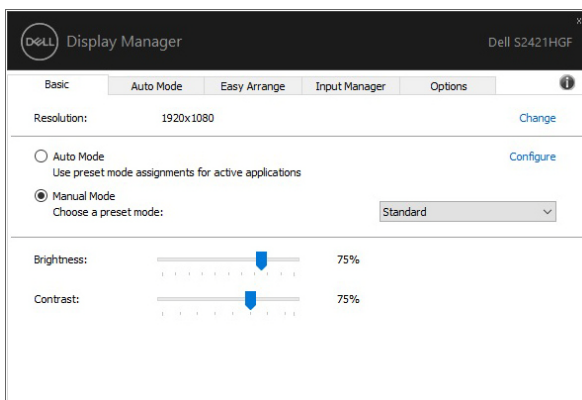 DELL Display Manager
Dell S2421HGF
x
Basic Auto Mode Easy Arrange Input Manager Options i
Resolution: 1920x1080 Change
Auto Mode Configure
Use preset mode assignments for active applications
Manual Mode
Choose a preset mode: Standard
Brightness: 75%
Contrast: 75%